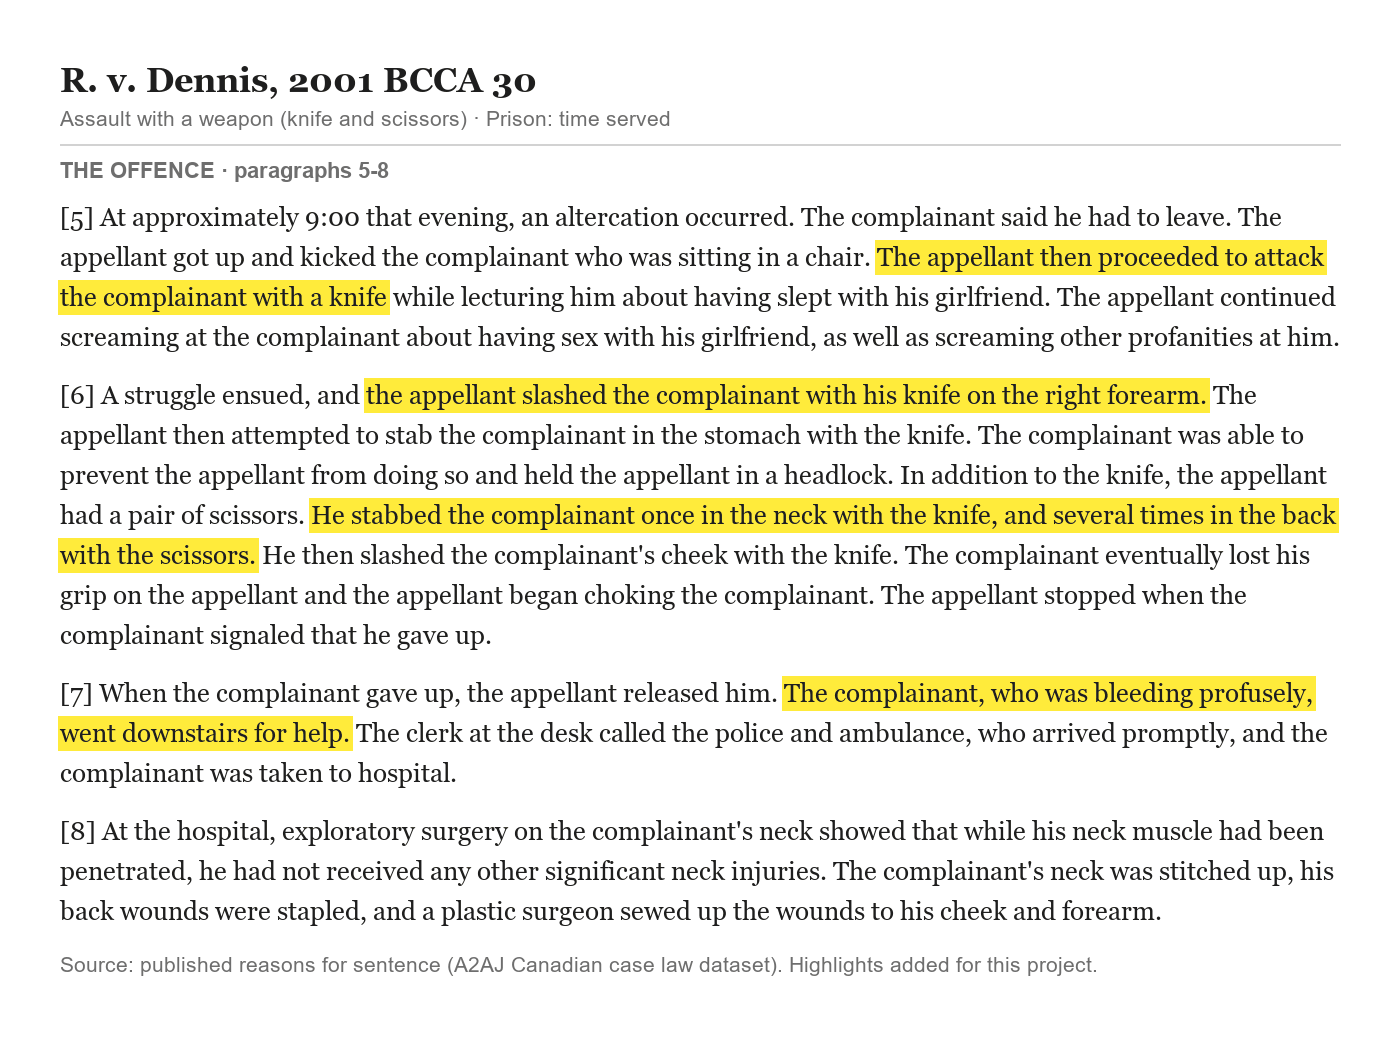 R. v. Dennis, 2001 BCCA 30
Assault with a weapon (knife and scissors) · Prison: time served
THE OFFENCE · paragraphs 5-8
[5] At approximately 9:00 that evening, an altercation occurred. The complainant said he had to leave. The
appellant got up and kicked the complainant who was sitting in a chair. The appellant then proceeded to attack
the complainant with a knife while lecturing him about having slept with his girlfriend. The appellant continued
screaming at the complainant about having sex with his girlfriend, as well as screaming other profanities at him.
[6] A struggle ensued, and the appellant slashed the complainant with his knife on the right forearm. The
appellant then attempted to stab the complainant in the stomach with the knife. The complainant was able to
prevent the appellant from doing so and held the appellant in a headlock. In addition to the knife, the appellant
had a pair of scissors. He stabbed the complainant once in the neck with the knife, and several times in the back
with the scissors. He then slashed the complainant's cheek with the knife. The complainant eventually lost his
grip on the appellant and the appellant began choking the complainant. The appellant stopped when the
complainant signaled that he gave up.
[7] When the complainant gave up, the appellant released him. The complainant, who was bleeding profusely,
went downstairs for help. The clerk at the desk called the police and ambulance, who arrived promptly, and the
complainant was taken to hospital.
[8] At the hospital, exploratory surgery on the complainant's neck showed that while his neck muscle had been
penetrated, he had not received any other significant neck injuries. The complainant's neck was stitched up, his
back wounds were stapled, and a plastic surgeon sewed up the wounds to his cheek and forearm.
Source: published reasons for sentence (A2AJ Canadian case law dataset). Highlights added for this project.